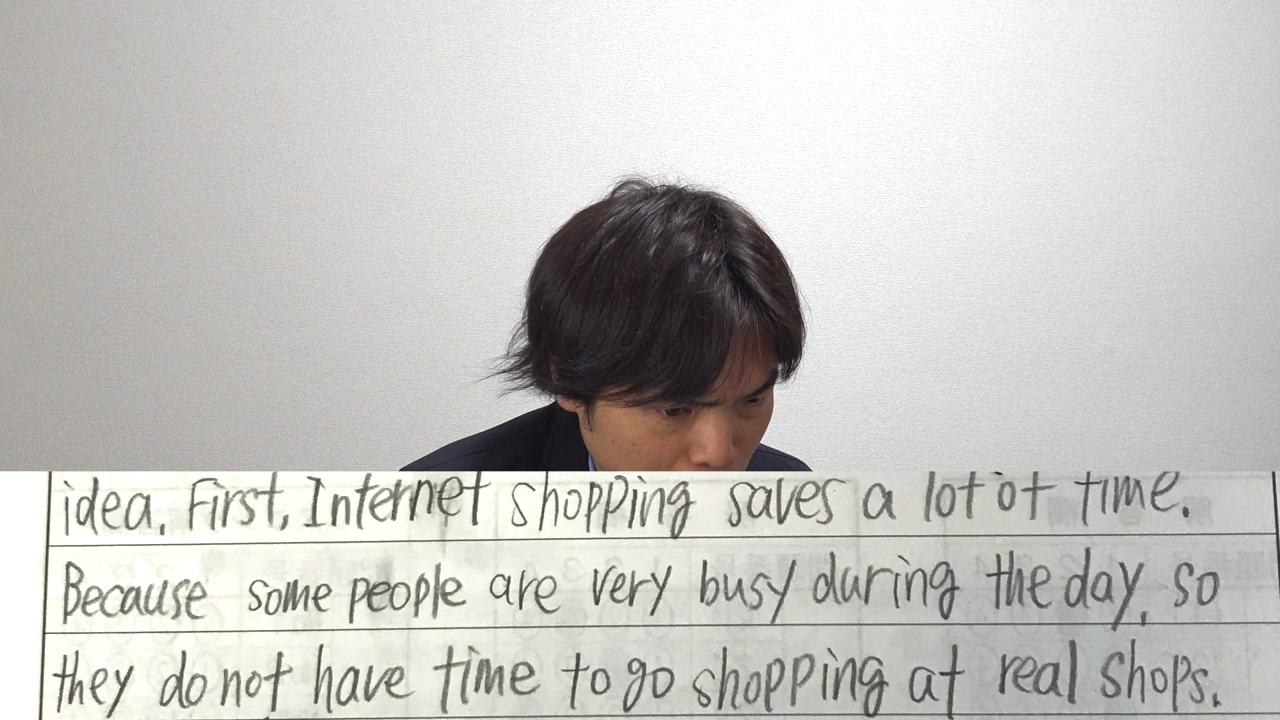 idea. First, Internet shopping saves a lot of time.
Because some people are very busy during the day, so
they do not have time to go shopping at real shops.